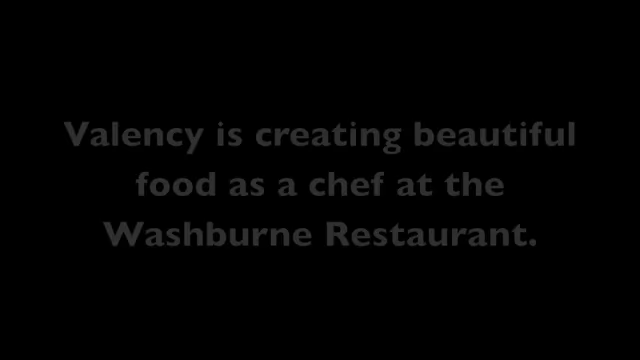 Valency is creating beautiful
food as a chef at the
Washburne Restaurant.